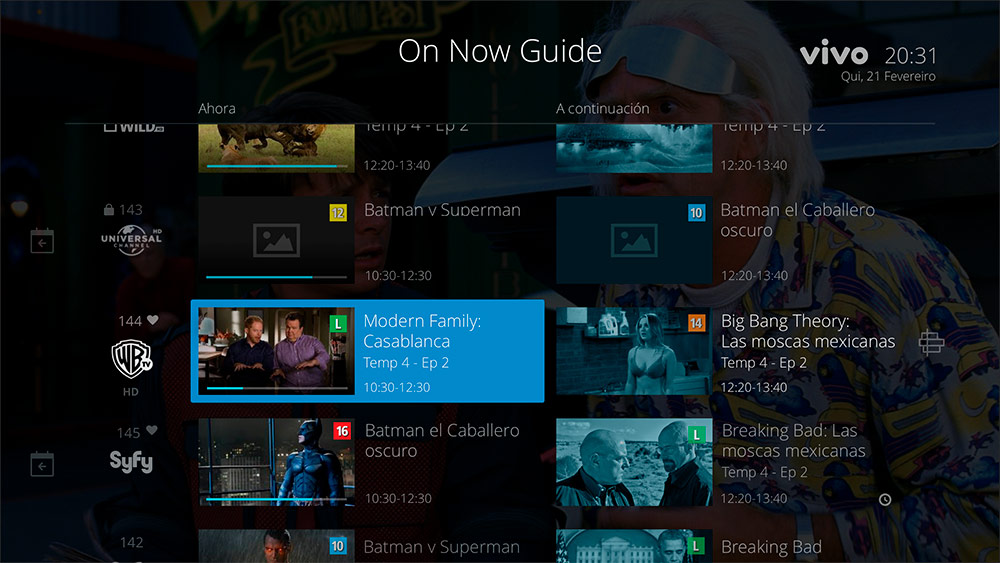 On Now Guide
vivo 20:31
Qui, 21 Fevereiro
Ahora
A continuación
WILD HD
Temp 4 - Ep 2
12:20-13:40
Temp 4 - Ep 2
12:20-13:40
143
UNIVERSAL HD
CHANNEL
12
Batman v Superman
10:30-12:30
10
Batman el Caballero
oscuro
12:20-13:40
144
WB TV
HD
L
Modern Family:
Casablanca
Temp 4 - Ep 2
10:30-12:30
14
Big Bang Theory:
Las moscas mexicanas
Temp 4 - Ep 2
12:20-13:40
145
Syfy
16
Batman el Caballero
oscuro
10:30-12:30
L
Breaking Bad: Las
moscas mexicanas
Temp 4 - Ep 2
12:20-13:40
142
10
Batman v Superman
L
Breaking Bad